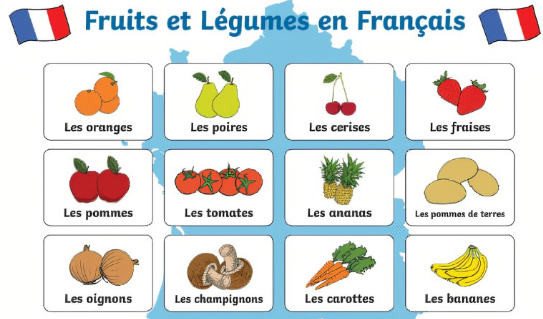 Fruits et Légumes en Français
Les oranges
Les poires
Les cerises
Les fraises
Les pommes
Les tomates
Les ananas
Les pommes de terres
Les oignons
Les champignons
Les carottes
Les bananes